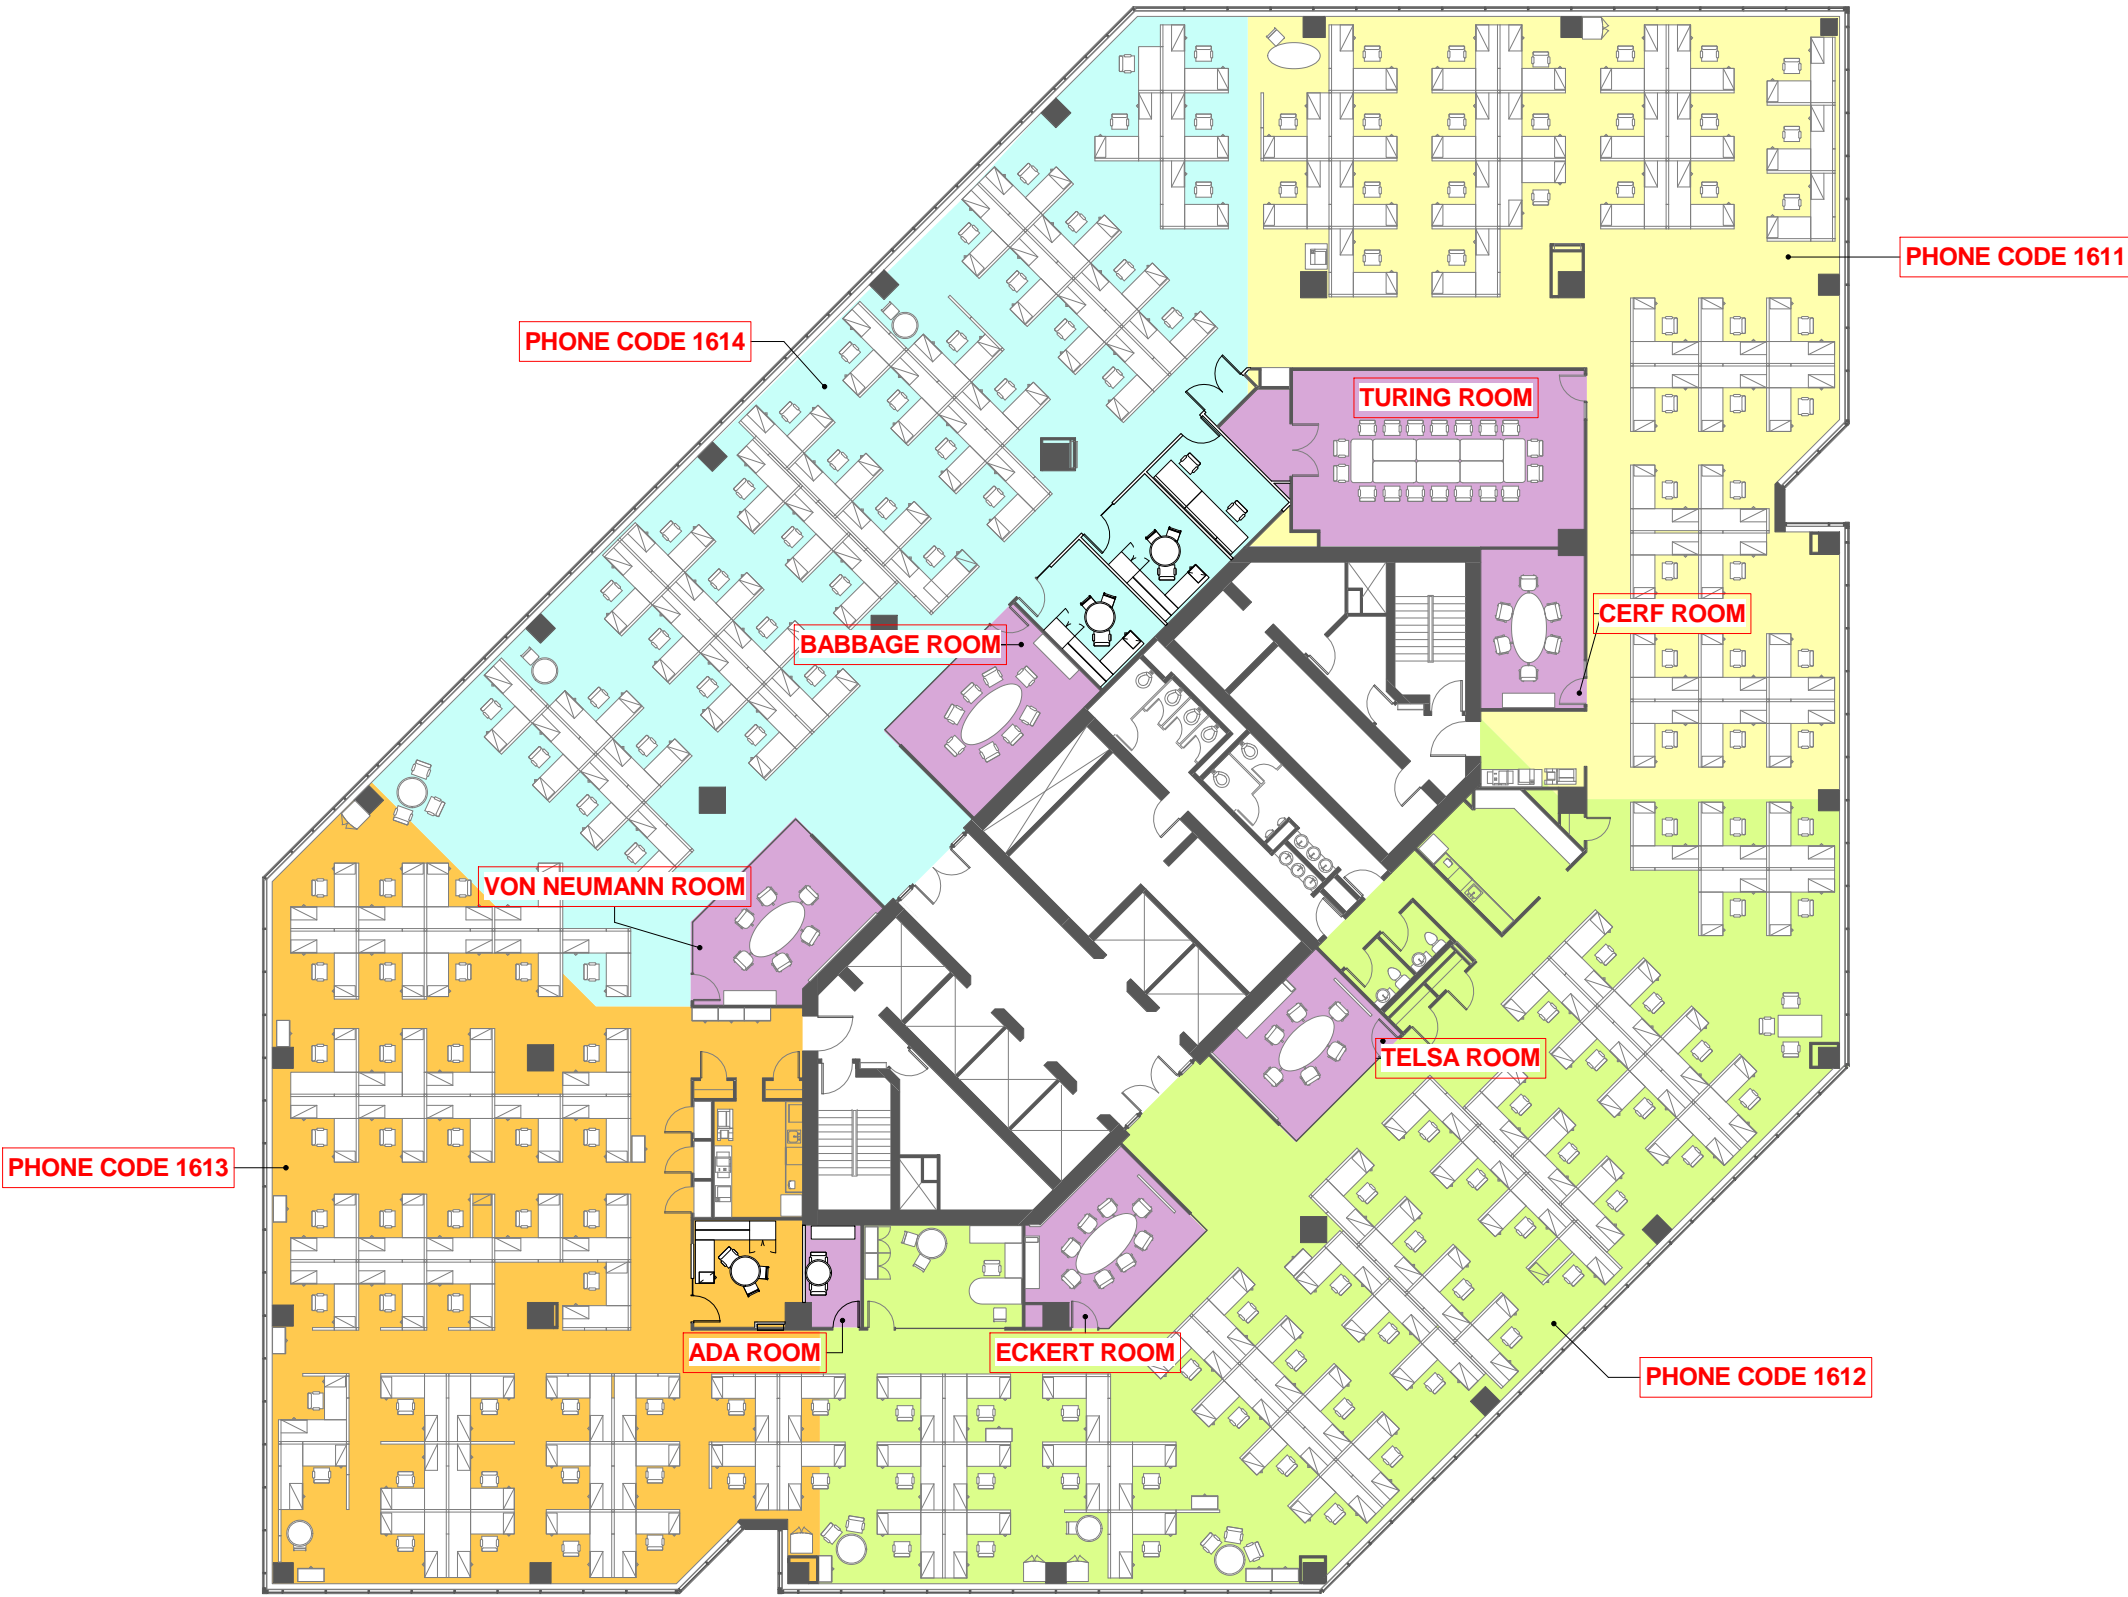 PHONE CODE 1611
PHONE CODE 1614
TURING ROOM
CERF ROOM
BABBAGE ROOM
VON NEUMANN ROOM
TELSA ROOM
PHONE CODE 1613
ADA ROOM
ECKERT ROOM
PHONE CODE 1612